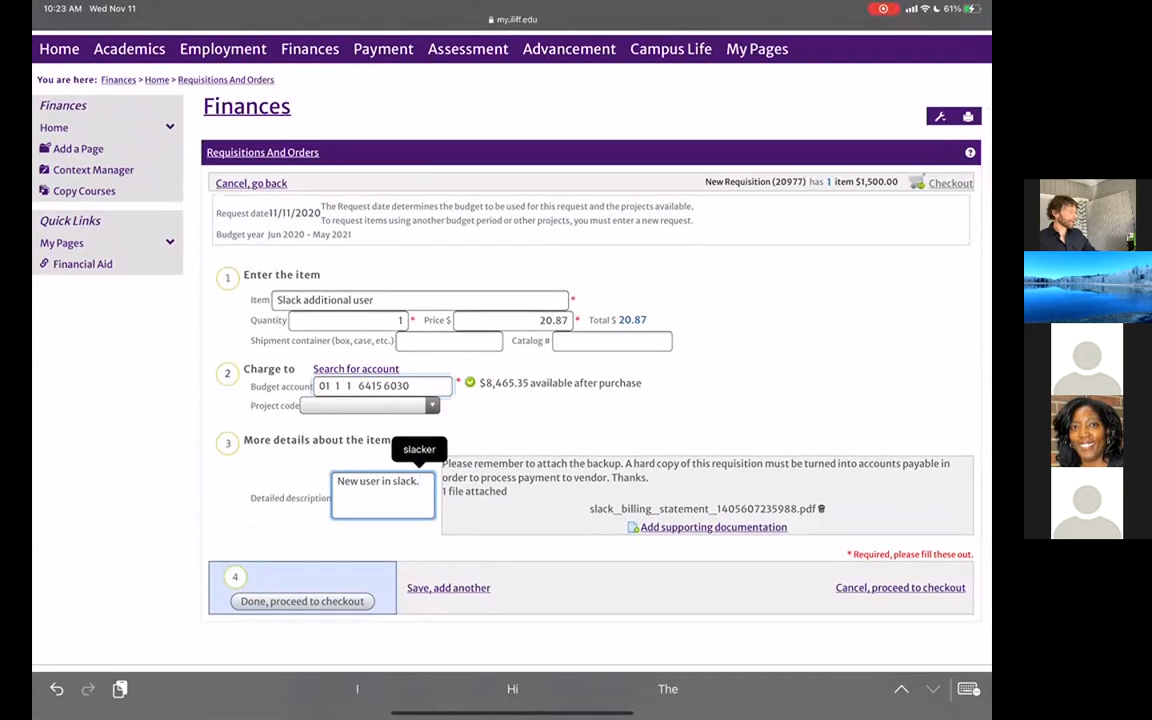 10:23 AM Wed Nov 11
61%
my.iliff.edu
Home Academics Employment Finances Payment Assessment Advancement Campus Life My Pages
You are here: Finances > Home > Requisitions And Orders
Finances
Home
Add a Page
Context Manager
Copy Courses
Quick Links
My Pages
Financial Aid
Finances
Requisitions And Orders
Cancel, go back
New Requisition (20977) has 1 item $1,500.00 Checkout
Request date 11/11/2020 The Request date determines the budget to be used for this request and the projects available.
To request items using another budget period or other projects, you must enter a new request.
Budget year Jun 2020 - May 2021
1 Enter the item
Item Slack additional user *
Quantity 1 * Price $ 20.87 * Total $ 20.87
Shipment container (box, case, etc.) Catalog #
2 Charge to Search for account
Budget account 01 1 1 6415 6030 * $8,465.35 available after purchase
Project code
3 More details about the item
slacker
Detailed description New user in slack.
Please remember to attach the backup. A hard copy of this requisition must be turned into accounts payable in
order to process payment to vendor. Thanks.
1 file attached
slack_billing_statement_1405607235988.pdf
Add supporting documentation
* Required, please fill these out.
4
Done, proceed to checkout
Save, add another
Cancel, proceed to checkout
I Hi The